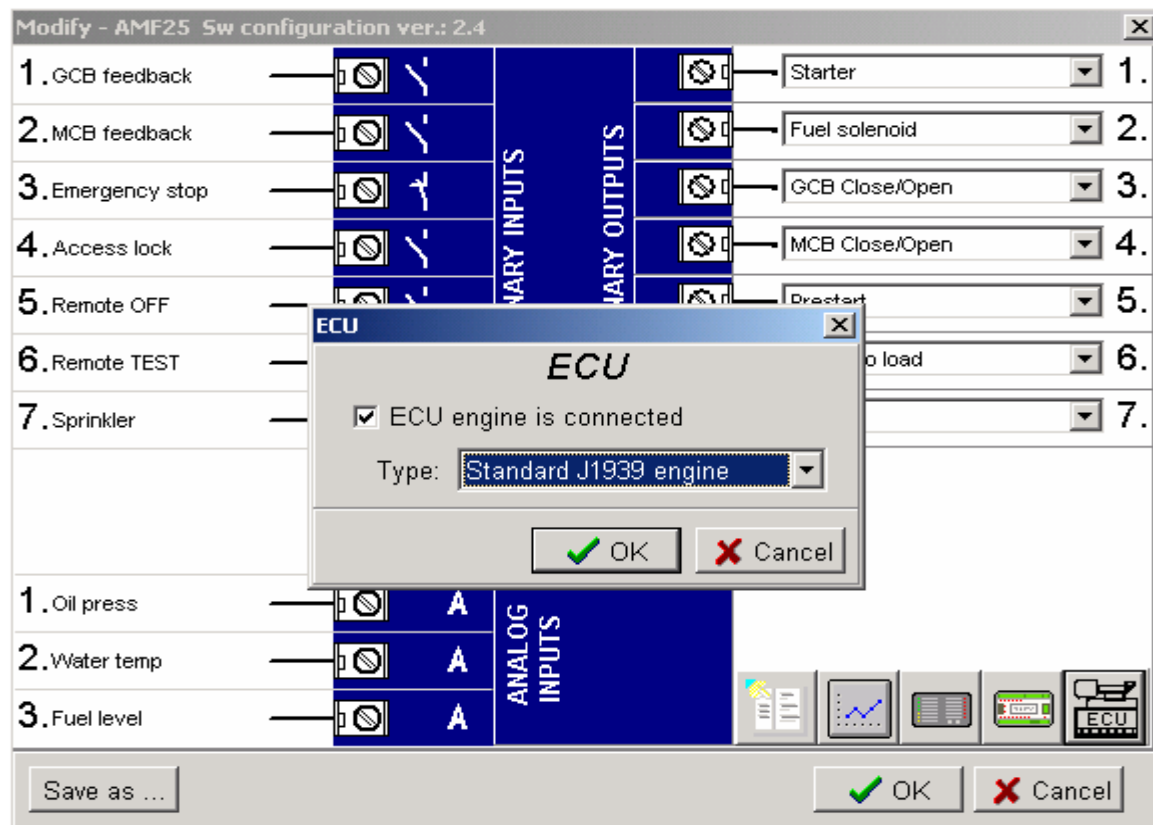 Modify - AMF25 Sw configuration ver.: 2.4
1. GCB feedback
2. MCB feedback
3. Emergency stop
4. Access lock
5. Remote OFF
6. Remote TEST
7. Sprinkler
NARY INPUTS
NARY OUTPUTS
Starter 1.
Fuel solenoid 2.
GCB Close/Open 3.
MCB Close/Open 4.
Prestart 5.
o load 6.
7.
ECU
ECU
ECU engine is connected
Type: Standard J1939 engine
OK Cancel
1. Oil press A
2. Water temp A
3. Fuel level A
ANALOG
INPUTS
ECU
Save as ... OK Cancel